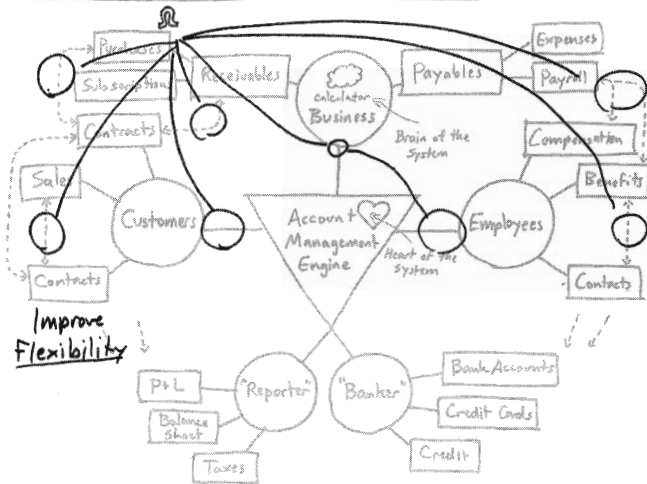 Ω
Purchases
Subscription
Receivables
Contracts
calculator
Business
Payables
Expenses
Payroll
Brain of the
system
Compensation
Benefits
Sales
Customers
Contacts
Account
Management
Engine
Heart of the
system
Employees
Contacts
Improve
Flexibility
P+L
Balance
Sheet
Taxes
"Reporter"
"Banker"
Bank Accounts
Credit Cards
Credit